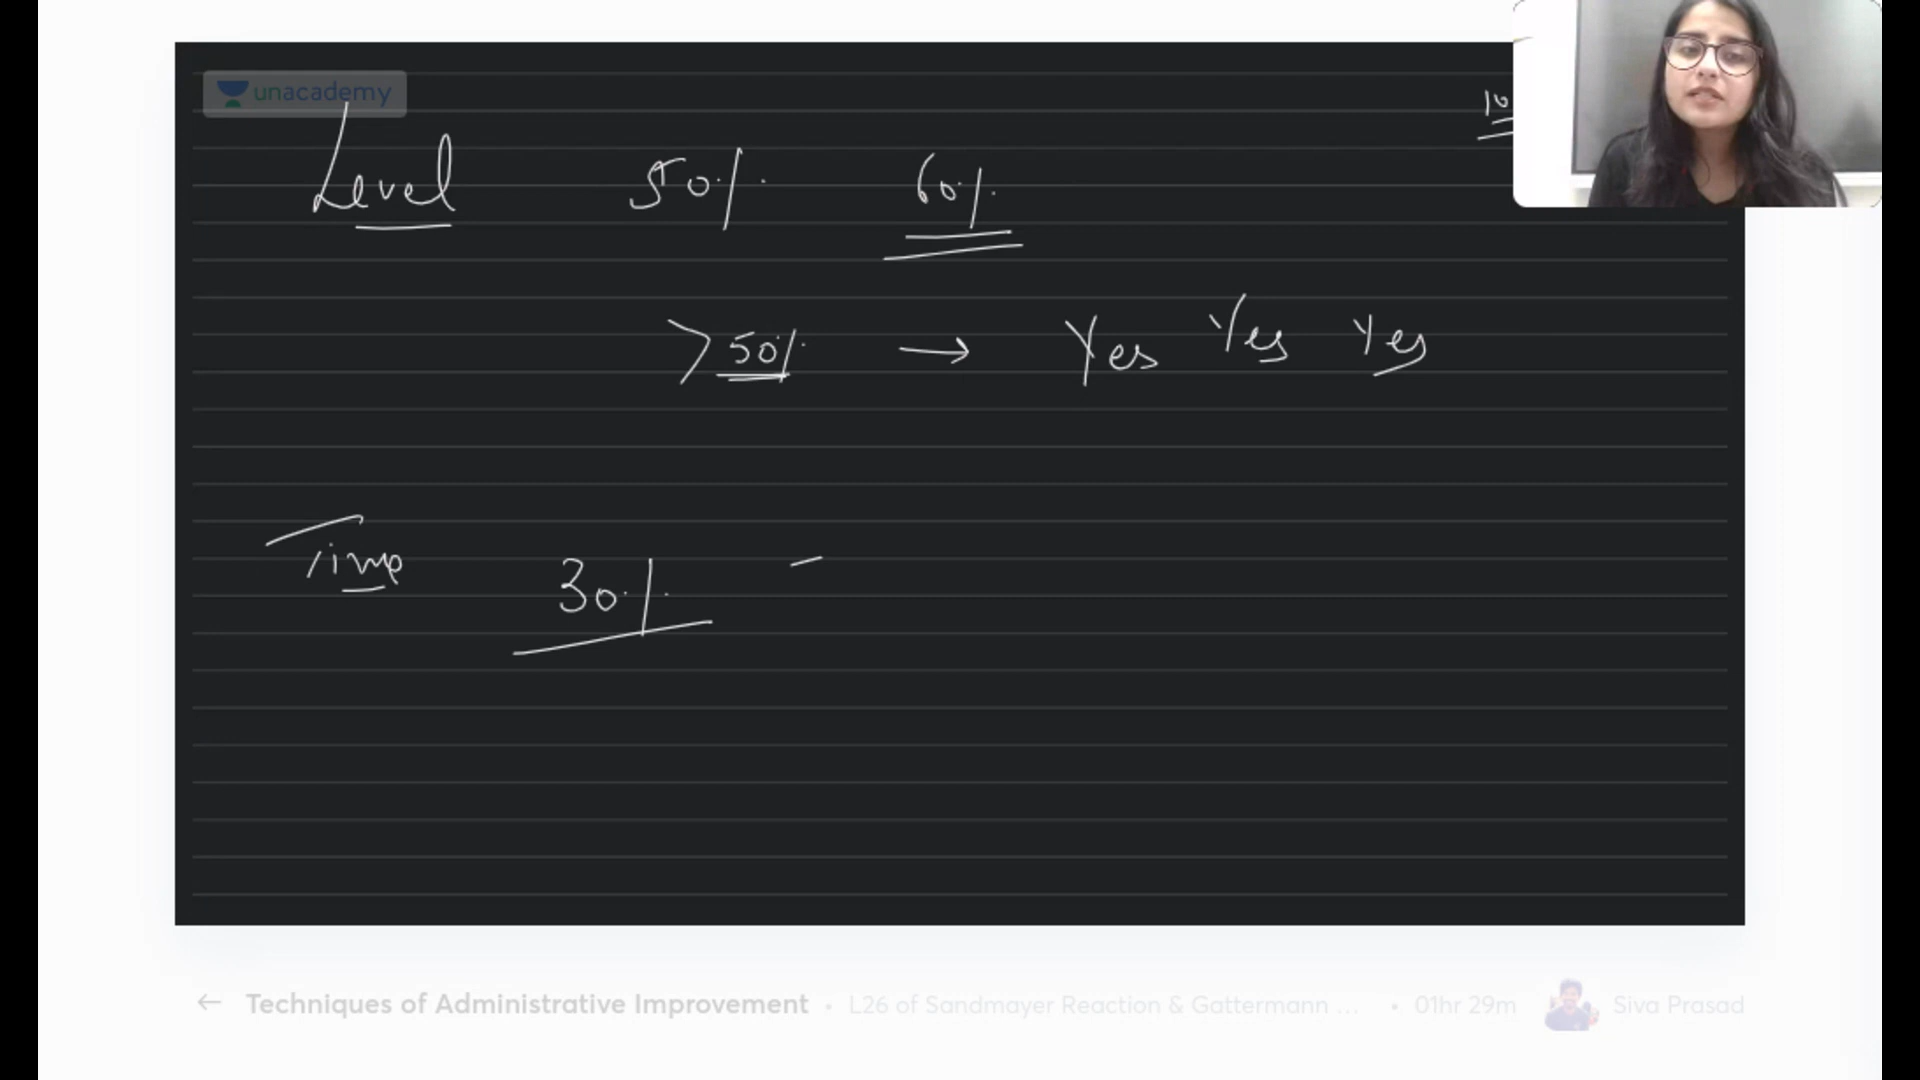 unacademy
10
Level 50% 60%
>50% → Yes Yes Yes
Time 30% -
← Techniques of Administrative Improvement • L26 of Sandmayer Reaction & Gattermann ... • 01hr 29m Siva Prasad